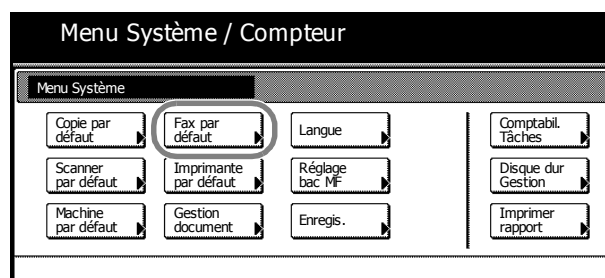 Menu Système / Compteur
Menu Système
Copie par
défaut
Fax par
défaut
Langue
Comptabil.
Tâches
Scanner
par défaut
Imprimante
par défaut
Réglage
bac MF
Disque dur
Gestion
Machine
par défaut
Gestion
document
Enregis.
Imprimer
rapport